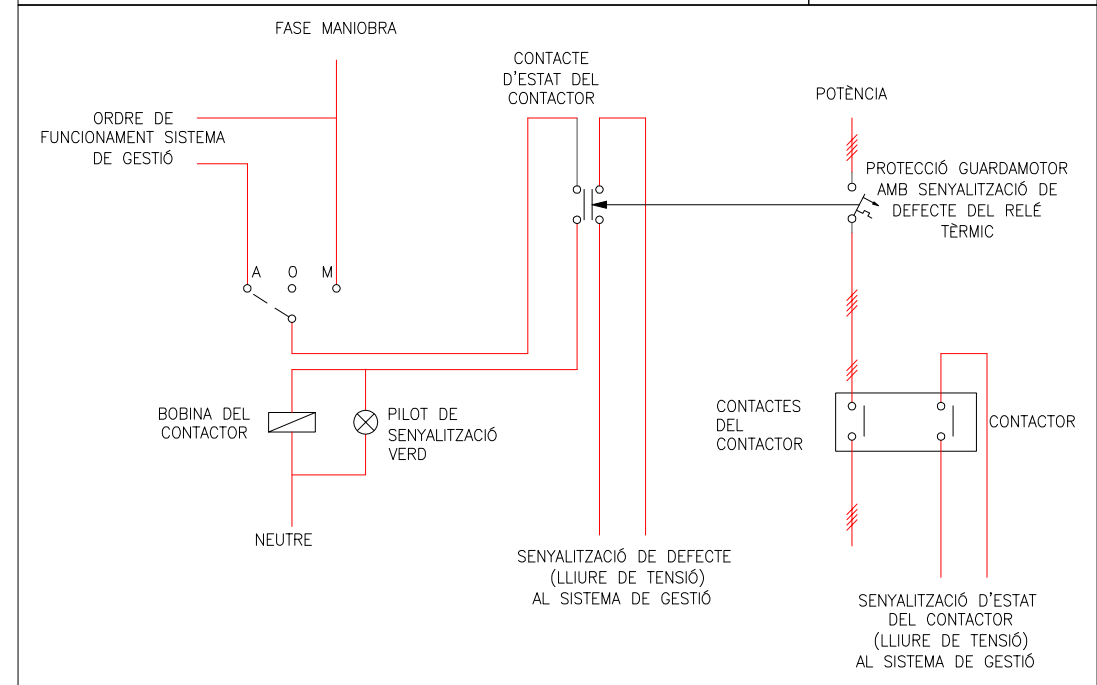 FASE MANIOBRA
ORDRE DE
FUNCIONAMENT SISTEMA
DE GESTIÓ
CONTACTE
D'ESTAT DEL
CONTACTOR
POTÈNCIA
PROTECCIÓ GUARDAMOTOR
AMB SENYALITZACIÓ DE
DEFECTE DEL RELÉ
TÈRMIC
A O M
BOBINA DEL
CONTACTOR
PILOT DE
SENYALITZACIÓ
VERD
NEUTRE
CONTACTES
DEL
CONTACTOR
CONTACTOR
SENYALITZACIÓ DE DEFECTE
(LLIURE DE TENSIÓ)
AL SISTEMA DE GESTIÓ
SENYALITZACIÓ D'ESTAT
DEL CONTACTOR
(LLIURE DE TENSIÓ)
AL SISTEMA DE GESTIÓ